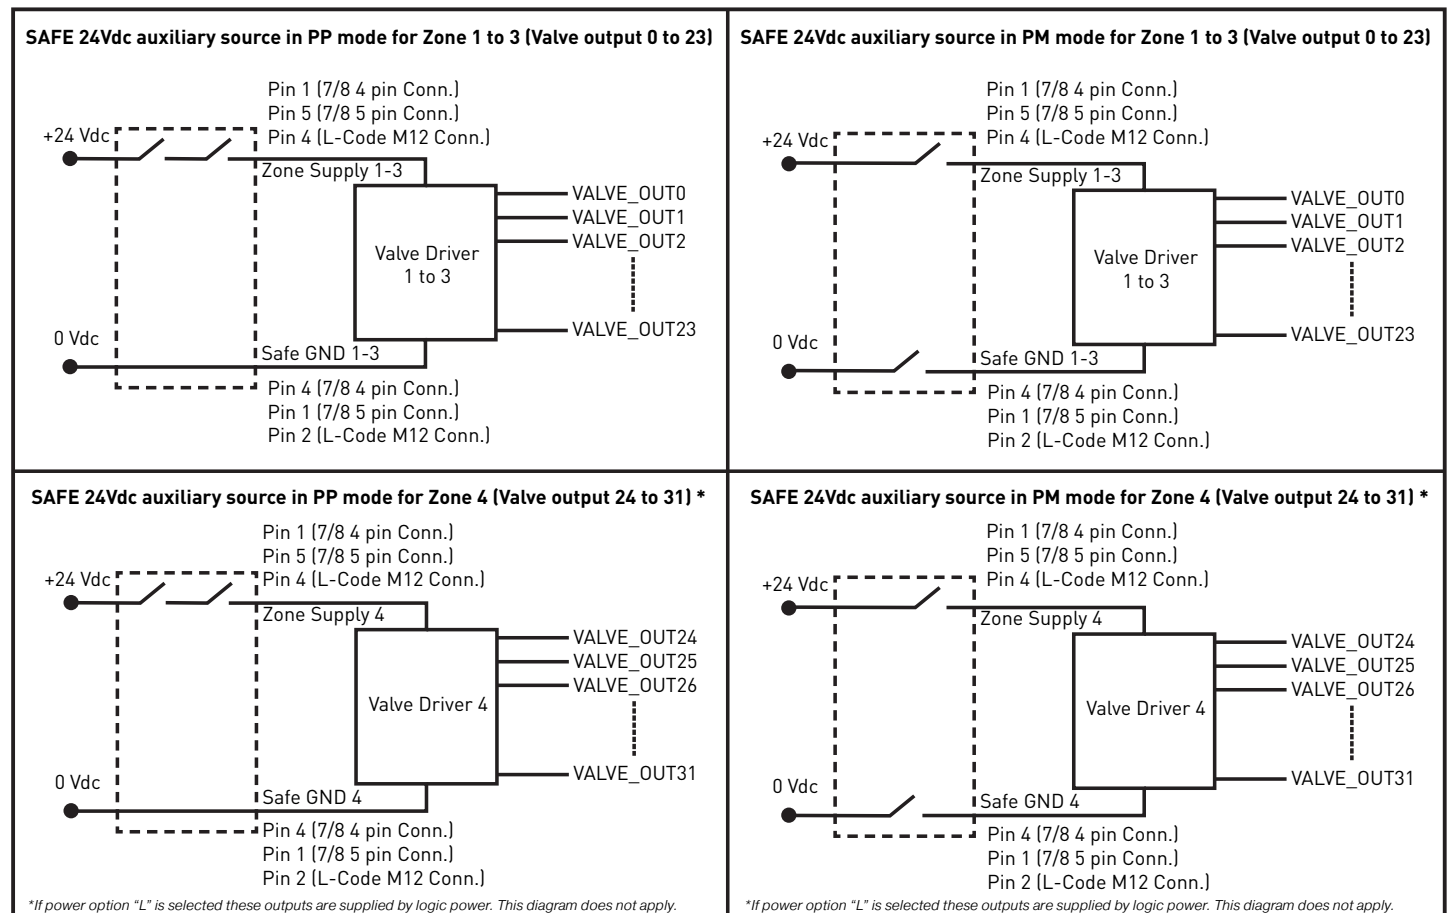 SAFE 24Vdc auxiliary source in PP mode for Zone 1 to 3 (Valve output 0 to 23)
Pin 1 (7/8 4 pin Conn.)
Pin 5 (7/8 5 pin Conn.)
+24 Vdc
Pin 4 (L-Code M12 Conn.)
Zone Supply 1-3
VALVE_OUT0
VALVE_OUT1
VALVE_OUT2
Valve Driver
1 to 3
VALVE_OUT23
0 Vdc
Safe GND 1-3
Pin 4 (7/8 4 pin Conn.)
Pin 1 (7/8 5 pin Conn.)
Pin 2 (L-Code M12 Conn.)
SAFE 24Vdc auxiliary source in PM mode for Zone 1 to 3 (Valve output 0 to 23)
Pin 1 (7/8 4 pin Conn.)
Pin 5 (7/8 5 pin Conn.)
+24 Vdc
Pin 4 (L-Code M12 Conn.)
Zone Supply 1-3
VALVE_OUT0
VALVE_OUT1
VALVE_OUT2
Valve Driver
1 to 3
VALVE_OUT23
0 Vdc
Safe GND 1-3
Pin 4 (7/8 4 pin Conn.)
Pin 1 (7/8 5 pin Conn.)
Pin 2 (L-Code M12 Conn.)
SAFE 24Vdc auxiliary source in PP mode for Zone 4 (Valve output 24 to 31) *
Pin 1 (7/8 4 pin Conn.)
Pin 5 (7/8 5 pin Conn.)
+24 Vdc
Pin 4 (L-Code M12 Conn.)
Zone Supply 4
VALVE_OUT24
VALVE_OUT25
VALVE_OUT26
Valve Driver 4
VALVE_OUT31
0 Vdc
Safe GND 4
Pin 4 (7/8 4 pin Conn.)
Pin 1 (7/8 5 pin Conn.)
Pin 2 (L-Code M12 Conn.)
*If power option “L” is selected these outputs are supplied by logic power. This diagram does not apply.
SAFE 24Vdc auxiliary source in PM mode for Zone 4 (Valve output 24 to 31) *
Pin 1 (7/8 4 pin Conn.)
Pin 5 (7/8 5 pin Conn.)
+24 Vdc
Pin 4 (L-Code M12 Conn.)
Zone Supply 4
VALVE_OUT24
VALVE_OUT25
VALVE_OUT26
Valve Driver 4
VALVE_OUT31
0 Vdc
Safe GND 4
Pin 4 (7/8 4 pin Conn.)
Pin 1 (7/8 5 pin Conn.)
Pin 2 (L-Code M12 Conn.)
*If power option “L” is selected these outputs are supplied by logic power. This diagram does not apply.